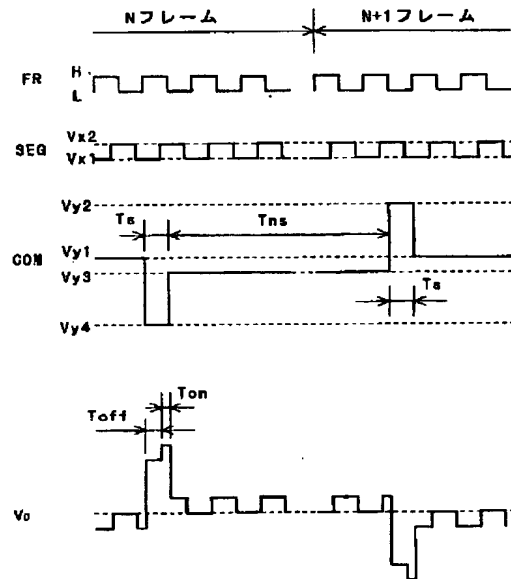 Nフレーム
N+1フレーム
FR
H
L
SEG
Vx2
Vx1
Vy2
Ts
Tns
COM
Vy1
Vy3
Ts
Vy4
Ton
Toff
VD